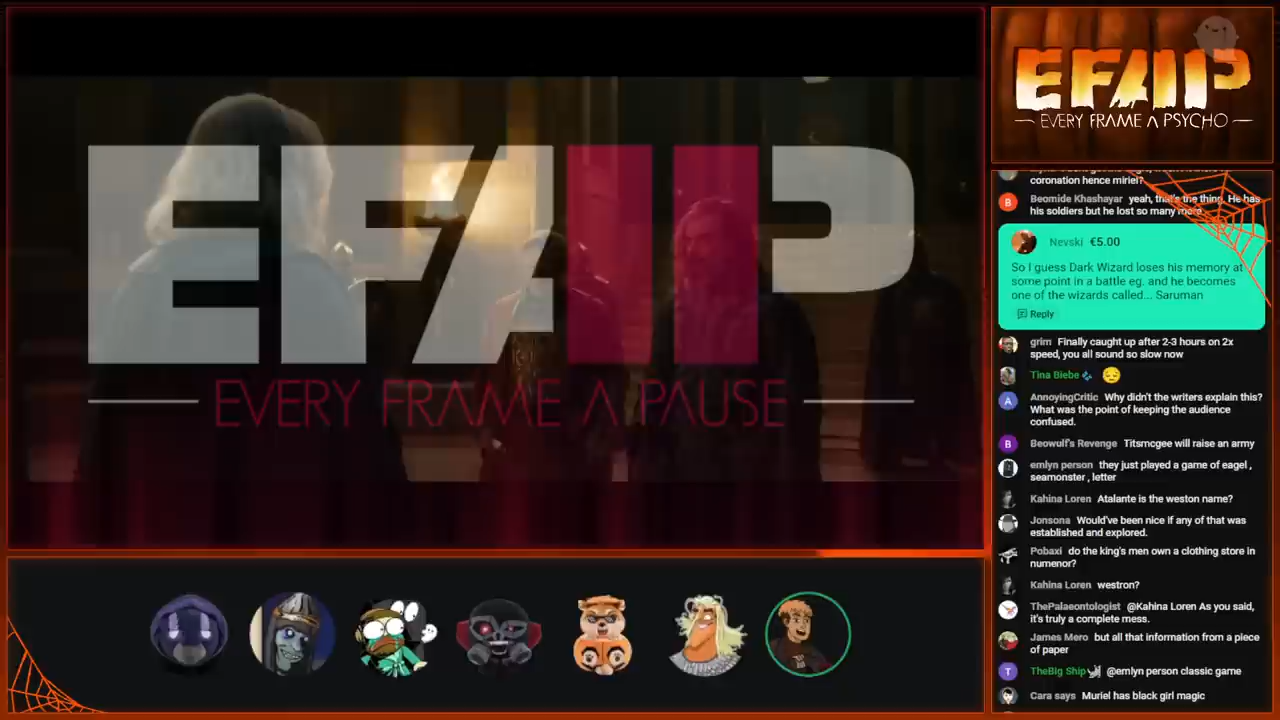 EFAP
EVERY FRAME A PAUSE
EFAP
EVERY FRAME A PSYCHO
coronation hence miriel?
Beomide Khashayar yeah, that's the thing. He has
his soldiers but he lost so many more
Nevski €5.00
So I guess Dark Wizard loses his memory at
some point in a battle eg. and he becomes
one of the wizards called... Saruman
Reply
grim Finally caught up after 2-3 hours on 2x
speed, you all sound so slow now
Tina Biebe
AnnoyingCritic Why didn't the writers explain this?
What was the point of keeping the audience
confused.
Beowulf's Revenge Titsmcgee will raise an army
emlyn person they just played a game of eagel ,
seamonster , letter
Kahina Loren Atalante is the weston name?
Jonsona Would've been nice if any of that was
established and explored.
Pobaxi do the king's men own a clothing store in
numenor?
Kahina Loren westron?
ThePalaeontologist @Kahina Loren As you said,
it's truly a complete mess.
James Mero but all that information from a piece
of paper
TheBig Ship @emlyn person classic game
Cara says Muriel has black girl magic